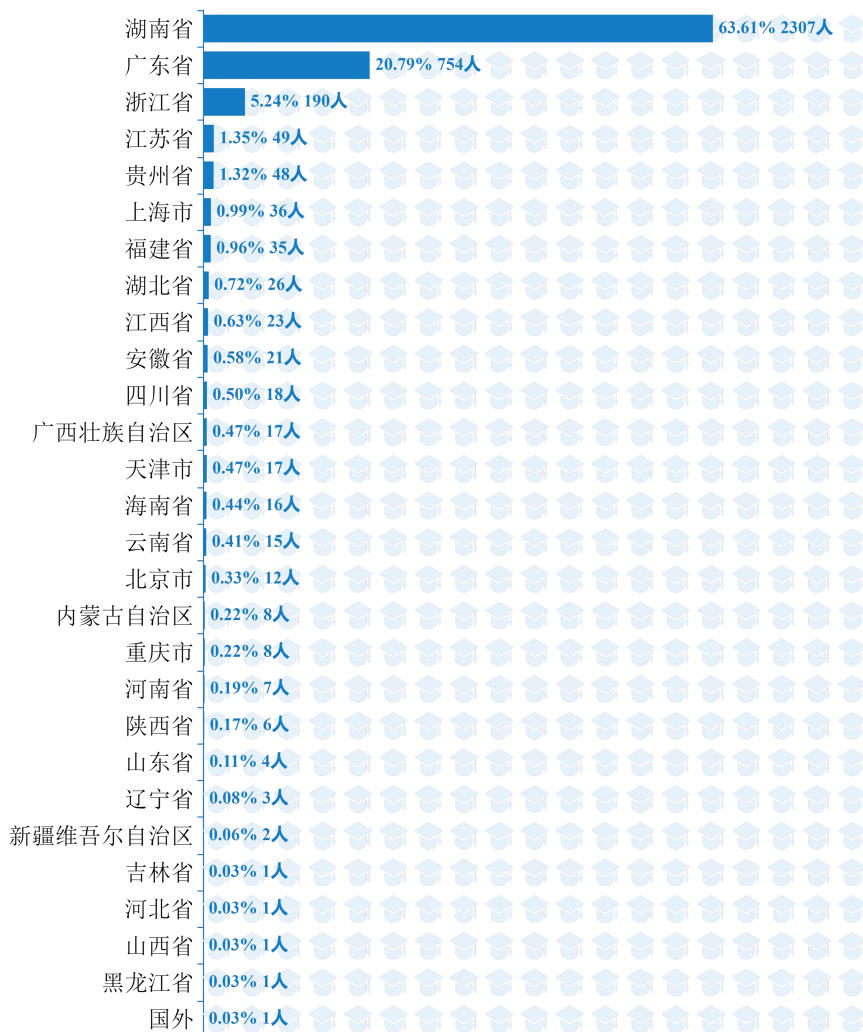 湖南省 63.61% 2307人
广东省 20.79% 754人
浙江省 5.24% 190人
江苏省 1.35% 49人
贵州省 1.32% 48人
上海市 0.99% 36人
福建省 0.96% 35人
湖北省 0.72% 26人
江西省 0.63% 23人
安徽省 0.58% 21人
四川省 0.50% 18人
广西壮族自治区 0.47% 17人
天津市 0.47% 17人
海南省 0.44% 16人
云南省 0.41% 15人
北京市 0.33% 12人
内蒙古自治区 0.22% 8人
重庆市 0.22% 8人
河南省 0.19% 7人
陕西省 0.17% 6人
山东省 0.11% 4人
辽宁省 0.08% 3人
新疆维吾尔自治区 0.06% 2人
吉林省 0.03% 1人
河北省 0.03% 1人
山西省 0.03% 1人
黑龙江省 0.03% 1人
国外 0.03% 1人